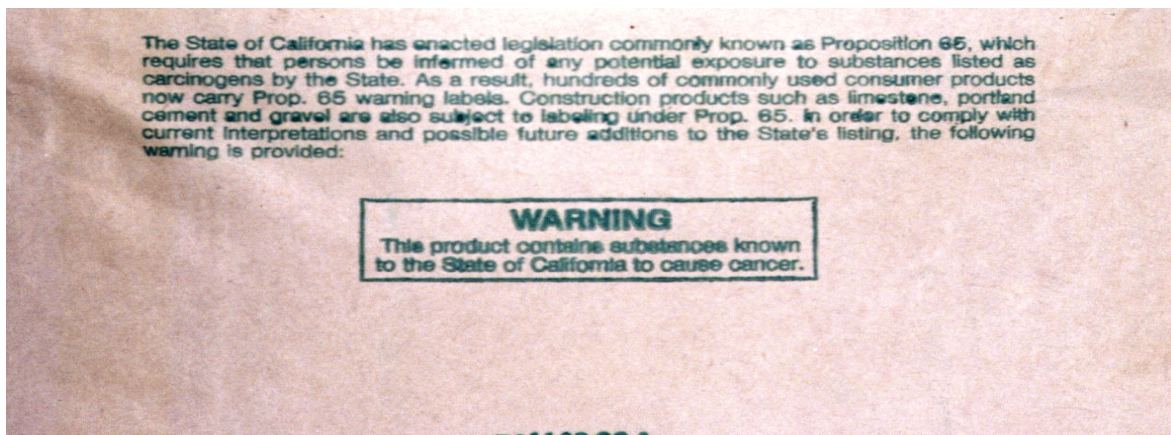 The State of California has enacted legislation commonly known as Proposition 65, which
requires that persons be informed of any potential exposure to substances listed as
carcinogens by the State. As a result, hundreds of commonly used consumer products
now carry Prop. 65 warning labels. Construction products such as limestone, portland
cement and gravel are also subject to labeling under Prop. 65. In order to comply with
current interpretations and possible future additions to the State's listing, the following
warning is provided:
WARNING
This product contains substances known
to the State of California to cause cancer.